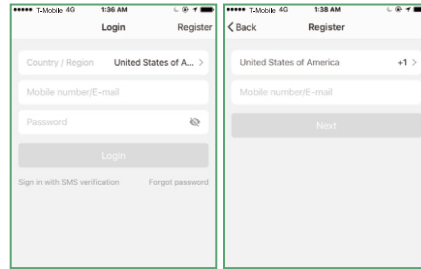 T-Mobile 4G 1:36 AM
Login Register
Country / Region United States of A... >
Mobile number/E-mail
Password
Login
Sign in with SMS verification Forgot password
T-Mobile 4G 1:38 AM
< Back Register
United States of America +1 >
Mobile number/E-mail
Next